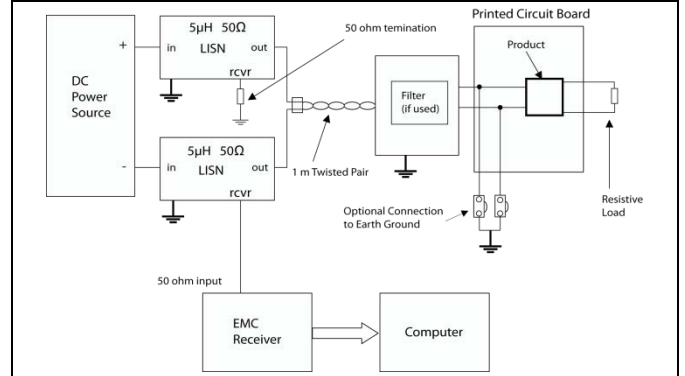 Printed Circuit Board
5μH 50Ω
50 ohm temination
Product
+
in
out
LISN
rcvr
DC
Power
Source
Filter
(if used)
5μH 50Ω
-
in
out
LISN
rcvr
1 m Twisted Pair
Optional Connection
to Earth Ground
Resistive
Load
50 ohm input
EMC
Receiver
Computer